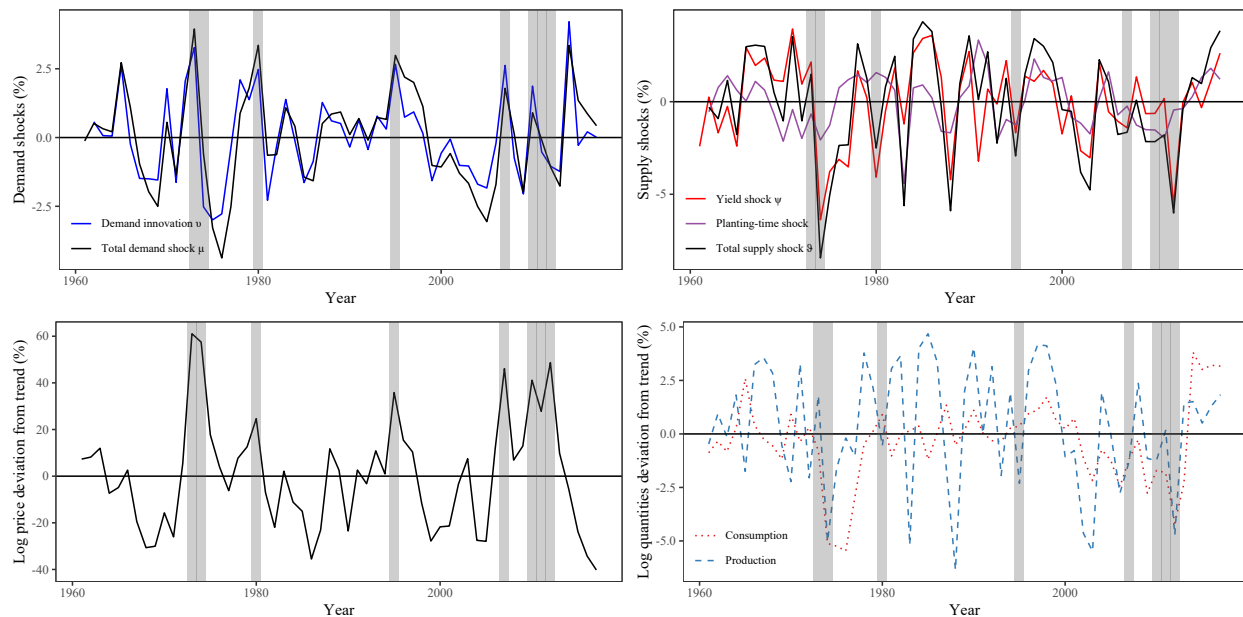 Demand shocks (%)
2.5
0.0
-2.5
Demand innovation υ
Total demand shock μ
1960
1980
2000
Year
Supply shocks (%)
0
-5
Yield shock ψ
Planting-time shock
Total supply shock ϑ
1960
1980
2000
Year
Log price deviation from trend (%)
60
40
20
0
-20
-40
1960
1980
2000
Year
Log quantities deviation from trend (%)
5.0
2.5
0.0
-2.5
-5.0
Consumption
Production
1960
1980
2000
Year